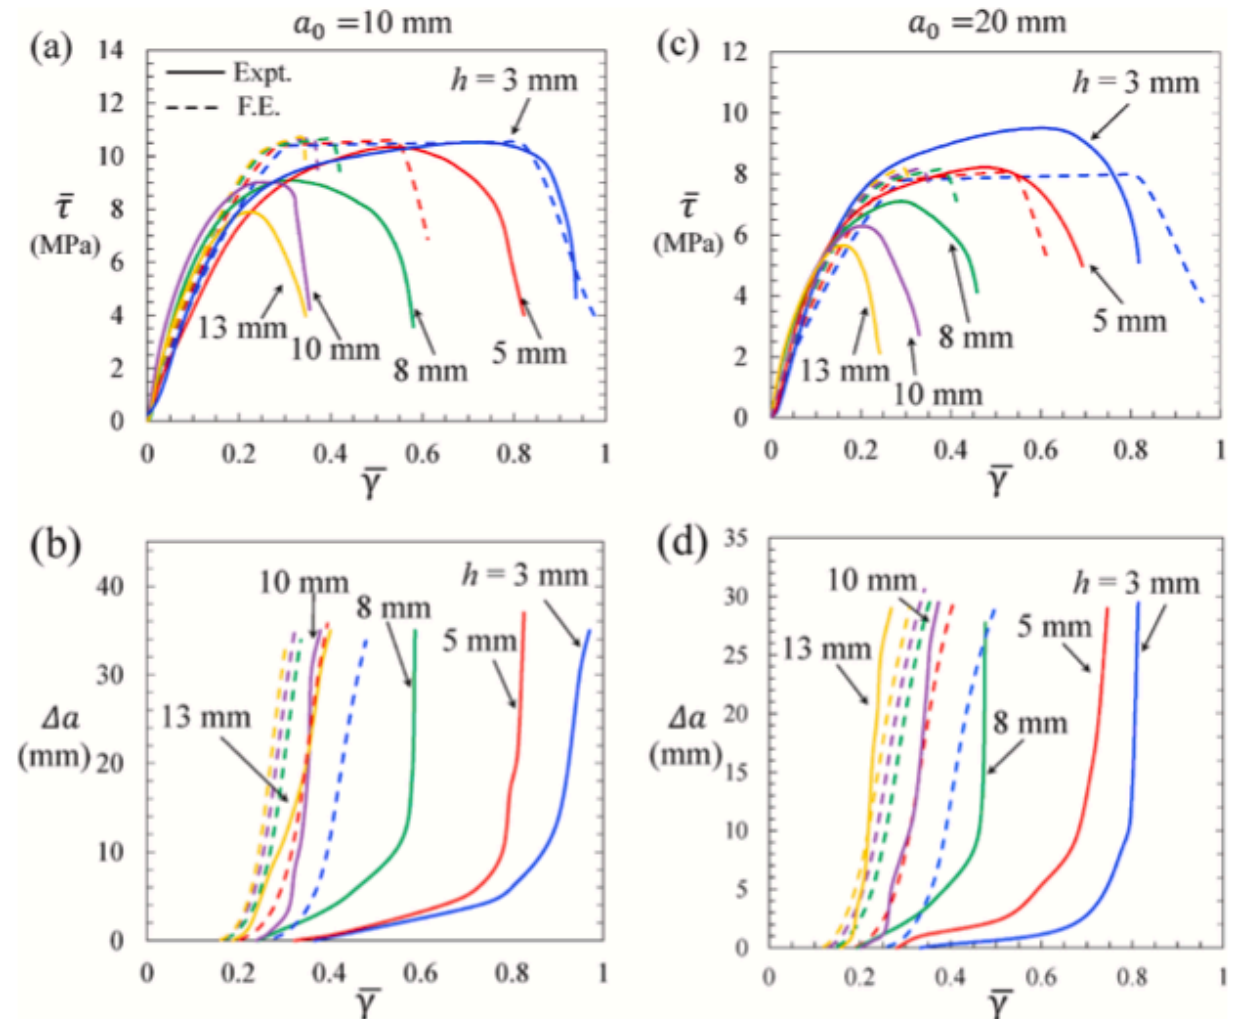 a₀ = 10 mm
(a)
14
12
10
8
6
4
2
0
τ̄
(MPa)
Expt.
F.E.
h = 3 mm
13 mm
10 mm
8 mm
5 mm
0 0.2 0.4 0.6 0.8 1
γ̄
a₀ = 20 mm
(c)
12
10
8
6
4
2
0
τ̄
(MPa)
h = 3 mm
13 mm
10 mm
8 mm
5 mm
0 0.2 0.4 0.6 0.8 1
γ̄
(b)
40
30
20
10
0
Δa
(mm)
10 mm
8 mm
h = 3 mm
5 mm
13 mm
0 0.2 0.4 0.6 0.8 1
γ̄
(d)
35
30
25
20
15
10
5
0
Δa
(mm)
10 mm
h = 3 mm
5 mm
13 mm
8 mm
0 0.2 0.4 0.6 0.8 1
γ̄